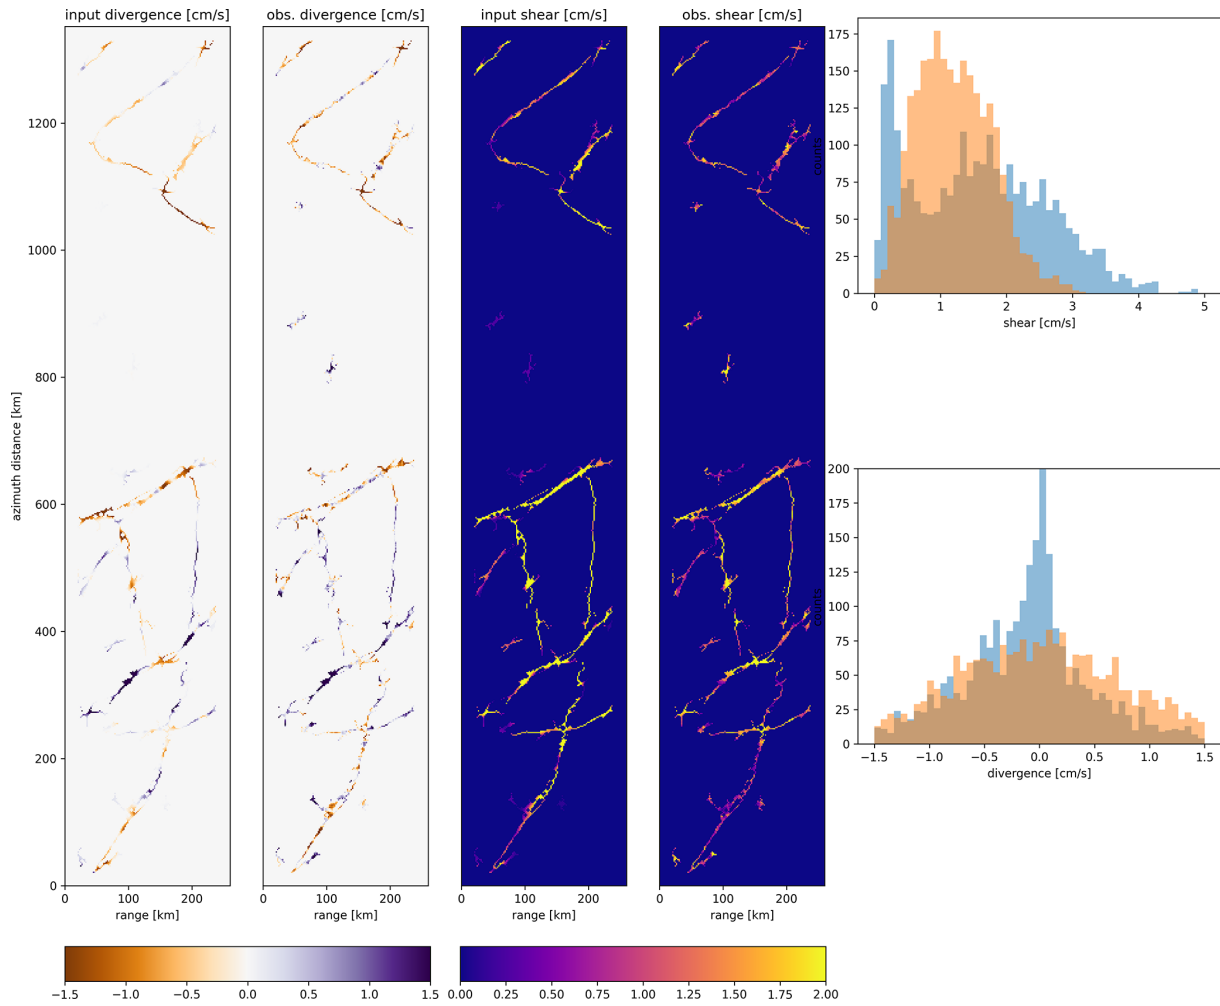 input divergence [cm/s]
obs. divergence [cm/s]
input shear [cm/s]
obs. shear [cm/s]
azimuth distance [km]
1200
1000
800
600
400
200
0
0 100 200
range [km]
0 100 200
range [km]
0 100 200
range [km]
0 100 200
range [km]
counts
175
150
125
100
75
50
25
0
0 1 2 3 4 5
shear [cm/s]
counts
200
175
150
125
100
75
50
25
0
−1.5 −1.0 −0.5 0.0 0.5 1.0 1.5
divergence [cm/s]
−1.5 −1.0 −0.5 0.0 0.5 1.0 1.5
0.00 0.25 0.50 0.75 1.00 1.25 1.50 1.75 2.00